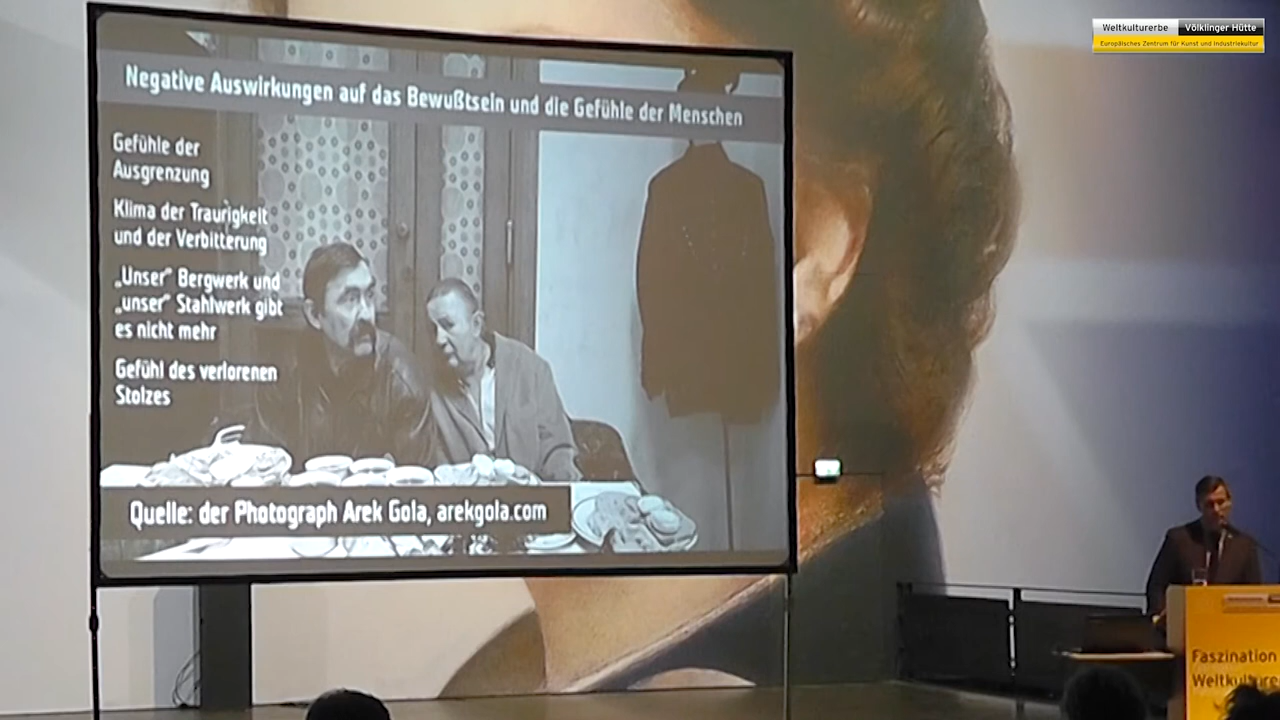 Weltkulturerbe Völklinger Hütte
Europäisches Zentrum für Kunst und Industriekultur
Negative Auswirkungen auf das Bewußtsein und die Gefühle der Menschen
Gefühle der
Ausgrenzung
Klima der Traurigkeit
und der Verbitterung
„Unser“ Bergwerk und
„unser“ Stahlwerk gibt
es nicht mehr
Gefühl des verlorenen
Stolzes
Quelle: der Photograph Arek Gola, arekgola.com
Faszination
Weltkulture